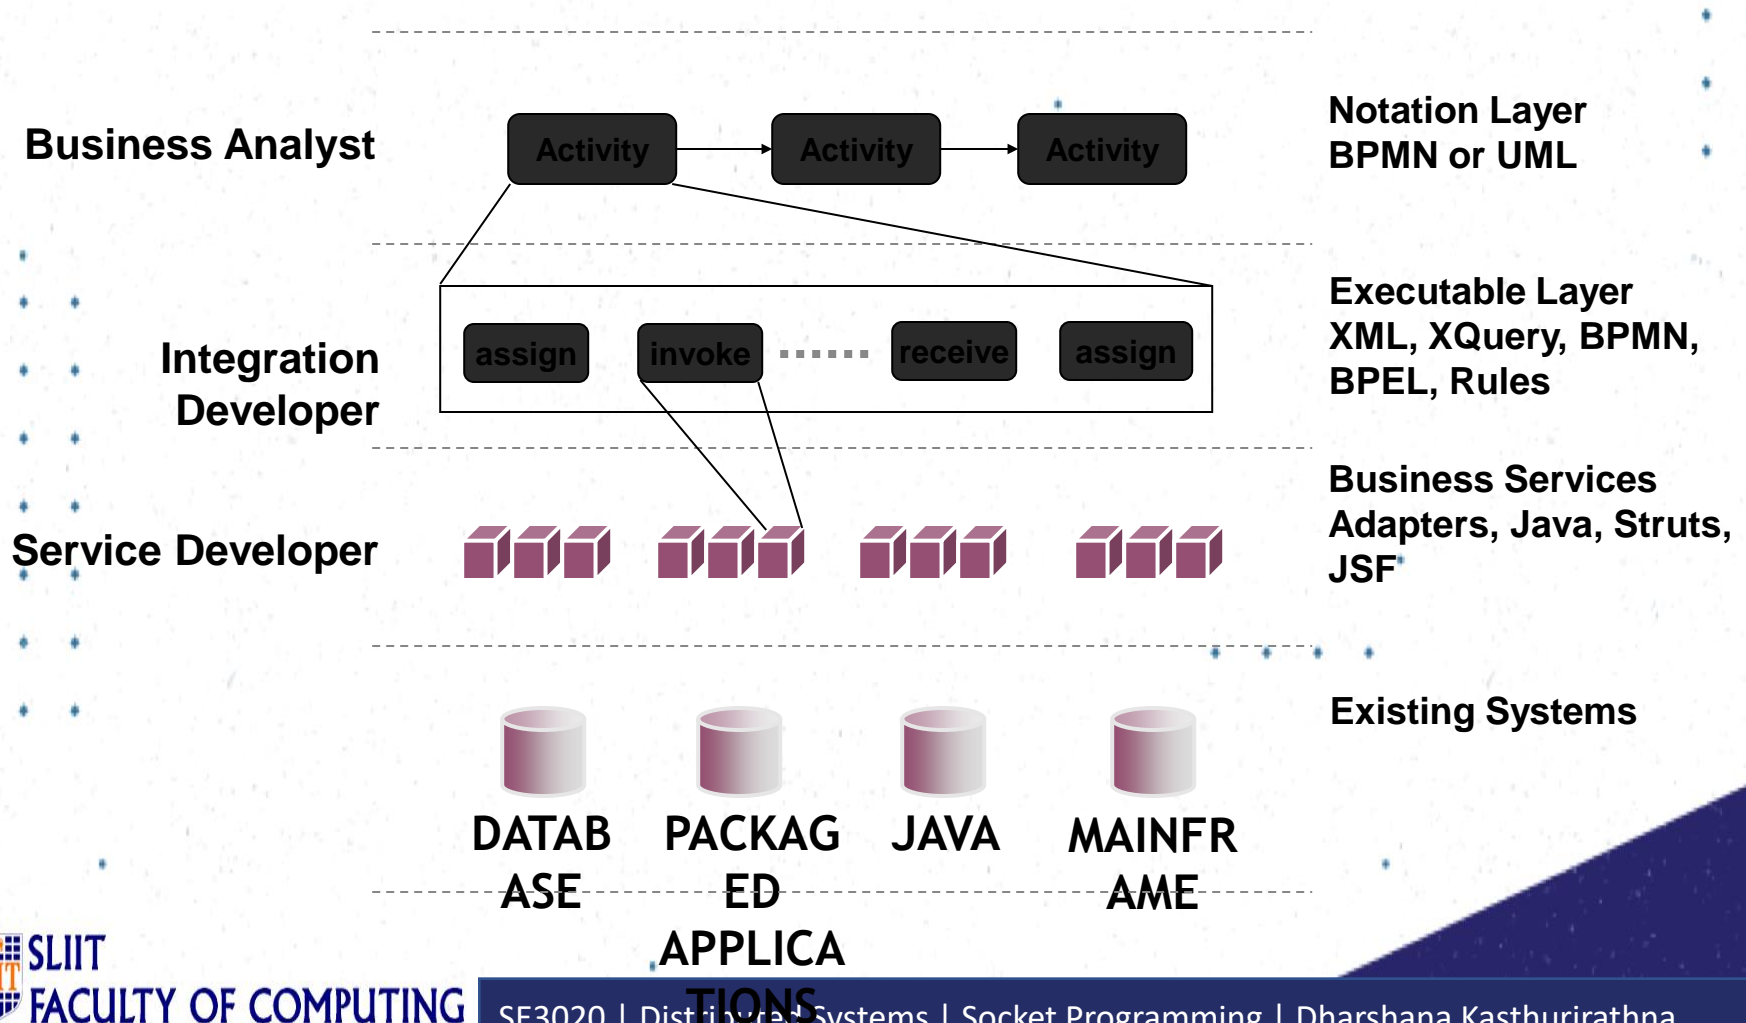 Business Analyst
Activity
Activity
Activity
Notation Layer
BPMN or UML
Integration
Developer
assign
invoke
receive
assign
Executable Layer
XML, XQuery, BPMN,
BPEL, Rules
Service Developer
Business Services
Adapters, Java, Struts,
JSF
Existing Systems
DATAB
ASE
PACKAG
ED
APPLICA
TIONS
JAVA
MAINFR
AME
SLIIT
FACULTY OF COMPUTING
SE3020 | Distributed Systems | Socket Programming | Dharshana Kasthurirathna